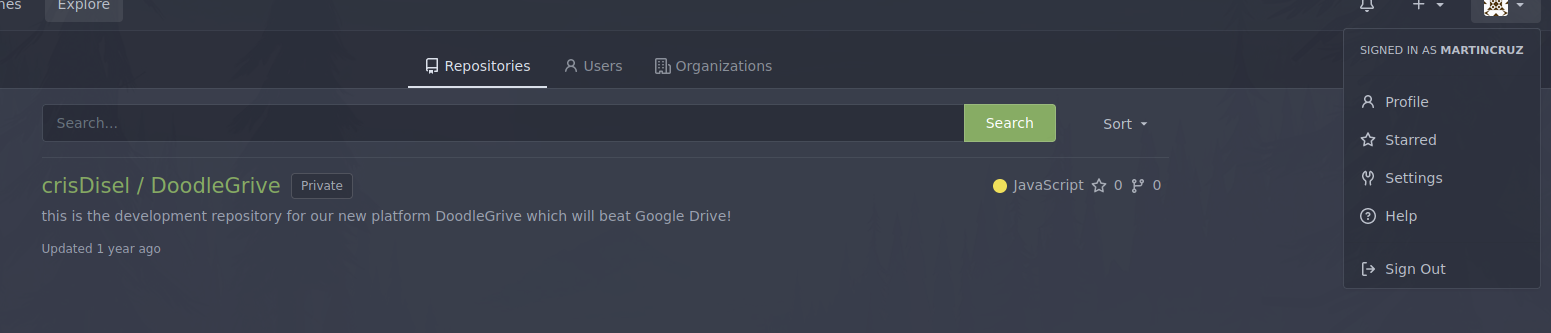 Explore
SIGNED IN AS MARTINCRUZ
Repositories Users Organizations
Profile
Search... Search Sort
Starred
Settings
crisDisel / DoodleGrive Private JavaScript 0 0
Help
this is the development repository for our new platform DoodleGrive which will beat Google Drive!
Updated 1 year ago
Sign Out